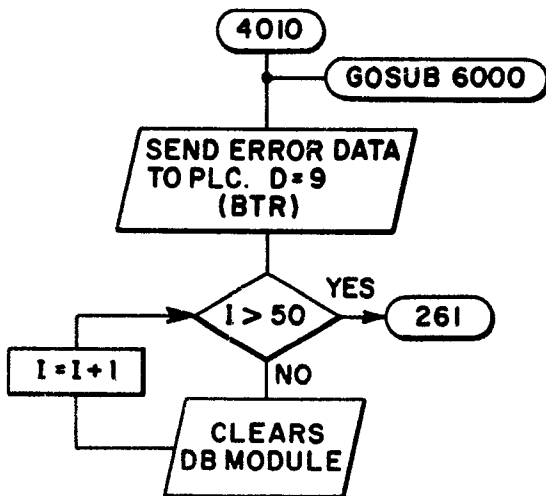 4010
GOSUB 6000
SEND ERROR DATA
TO PLC. D=9
(BTR)
I > 50
YES
261
I = I + 1
NO
CLEARS
DB MODULE